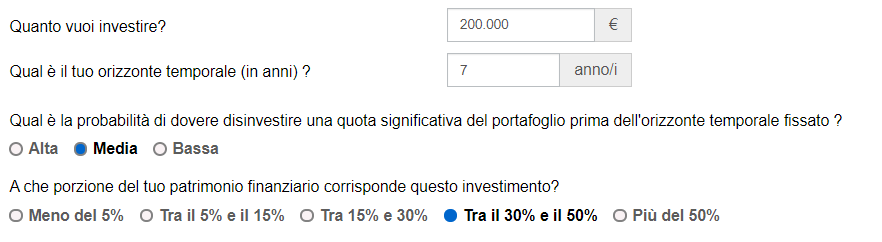 Quanto vuoi investire? 200.000 €
Qual è il tuo orizzonte temporale (in anni) ? 7 anno/i
Qual è la probabilità di dovere disinvestire una quota significativa del portafoglio prima dell'orizzonte temporale fissato ?
Alta Media Bassa
A che porzione del tuo patrimonio finanziario corrisponde questo investimento?
Meno del 5% Tra il 5% e il 15% Tra 15% e 30% Tra il 30% e il 50% Più del 50%